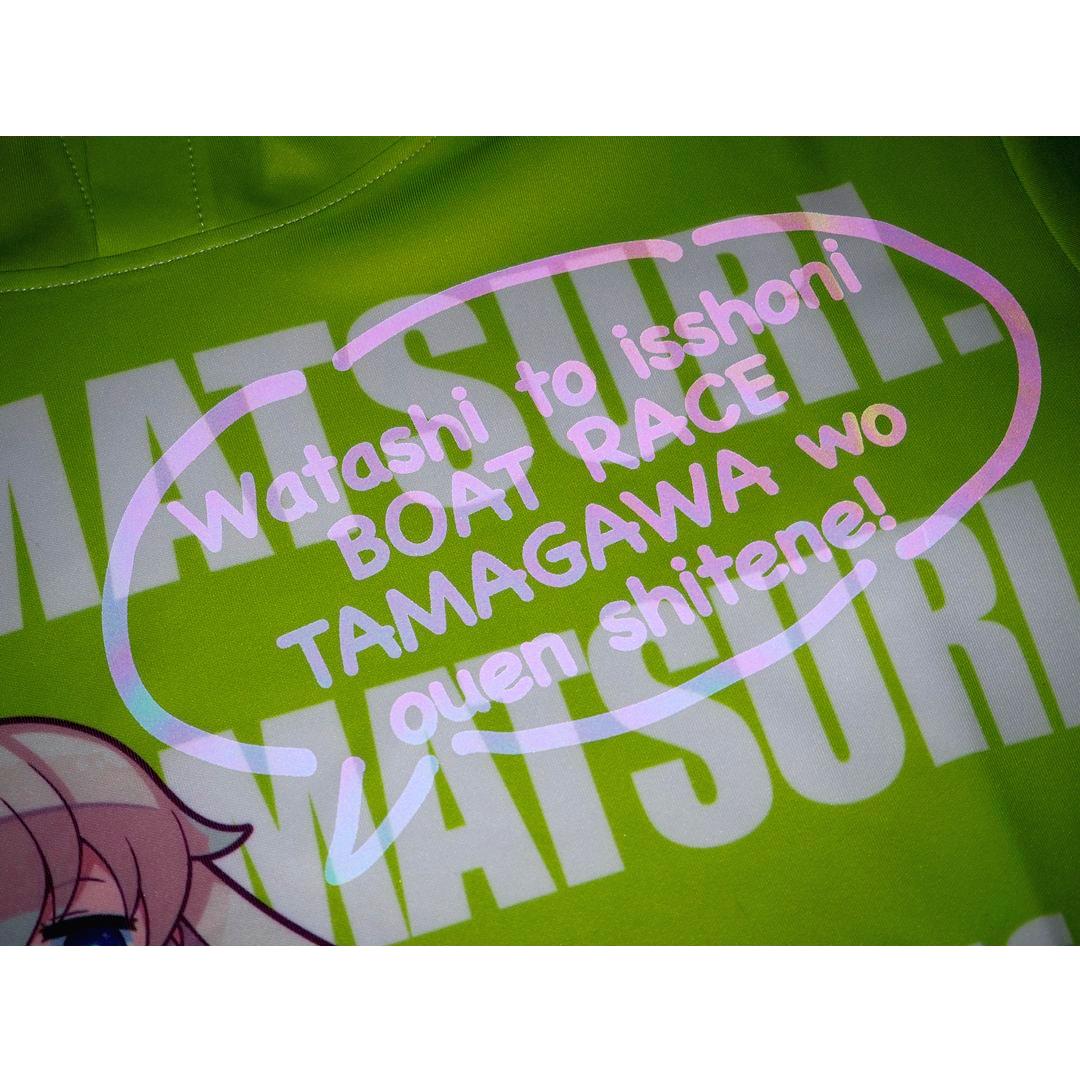 MATSURI.
Watashi to isshoni
BOAT RACE
TAMAGAWA wo
ouen shitene!
MATSURI